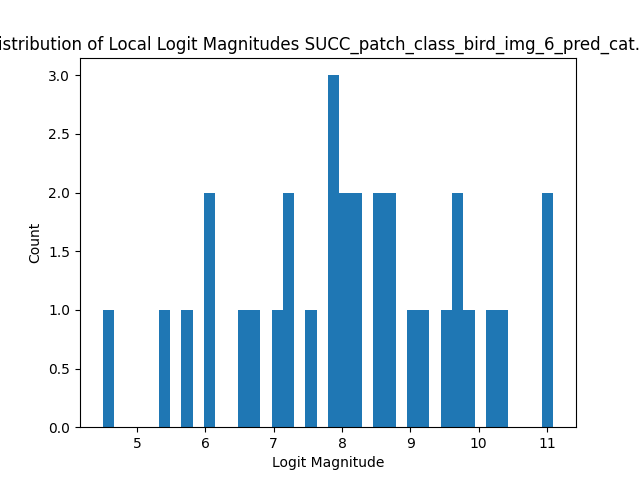 istribution of Local Logit Magnitudes SUCC_patch_class_bird_img_6_pred_cat.
3.0
2.5
2.0
1.5
1.0
0.5
0.0
Count
5 6 7 8 9 10 11
Logit Magnitude